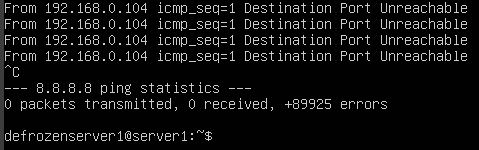 From 192.168.0.104 icmp_seq=1 Destination Port Unreachable
From 192.168.0.104 icmp_seq=1 Destination Port Unreachable
From 192.168.0.104 icmp_seq=1 Destination Port Unreachable
From 192.168.0.104 icmp_seq=1 Destination Port Unreachable
^C
--- 8.8.8.8 ping statistics ---
0 packets transmitted, 0 received, +89925 errors
defrozenserver1@server1:~$